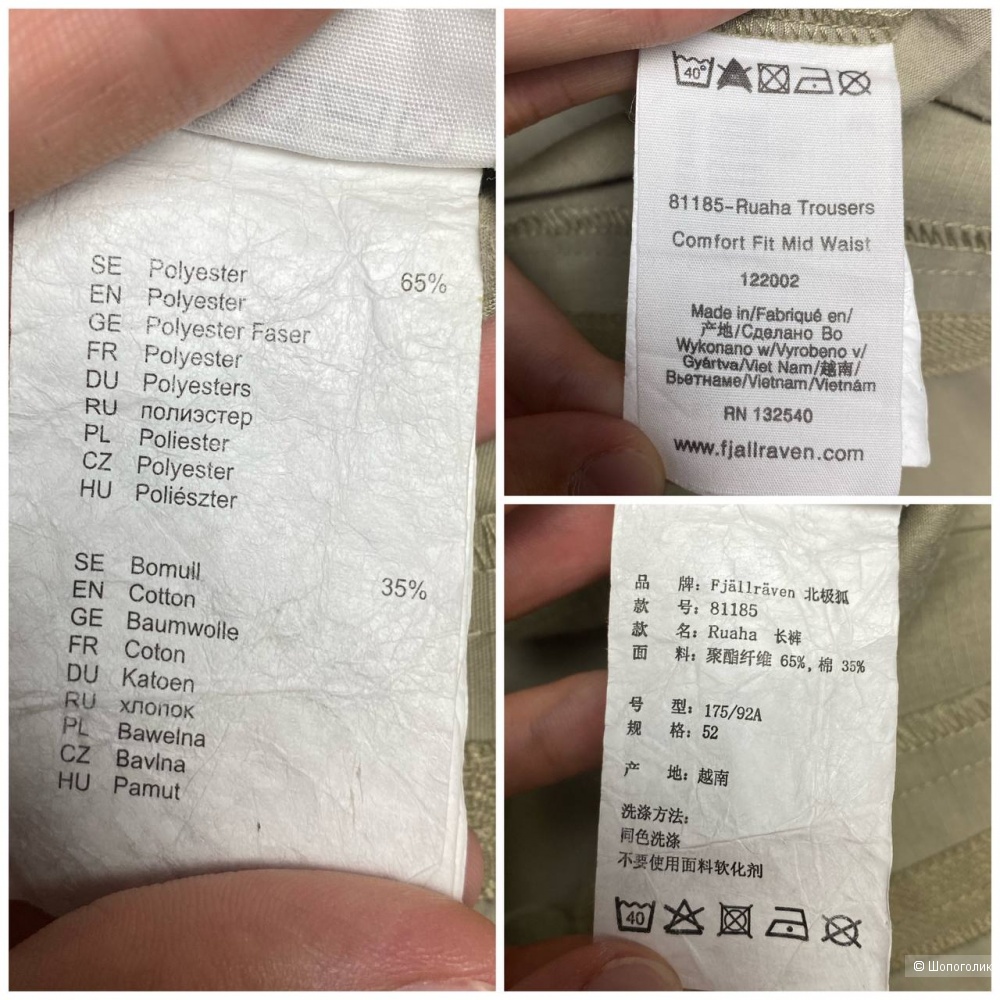 SE Polyester 65%
EN Polyester
GE Polyester Faser
FR Polyester
DU Polyesters
RU полиэстер
PL Poliester
CZ Polyester
HU Poliészter
SE Bomull 35%
EN Cotton
GE Baumwolle
FR Coton
DU Katoen
RU хлопок
PL Bawelna
CZ Bavlna
HU Pamut
40°
81185-Ruaha Trousers
Comfort Fit Mid Waist
122002
Made in/Fabriqué en/
产地/Сделано Во
Wykonano w/Vyrobeno v/
Gyártva/Viet Nam/越南/
Вьетнаме/Vietnam/Vietnám
RN 132540
www.fjallraven.com
品 牌: Fjällräven 北极狐
款 号: 81185
款 名: Ruaha 长裤
面 料: 聚酯纤维 65%, 棉 35%
号 型: 175/92A
规 格: 52
产 地: 越南
洗涤方法:
同色洗涤
不要使用面料软化剂
40
© Шопоголик